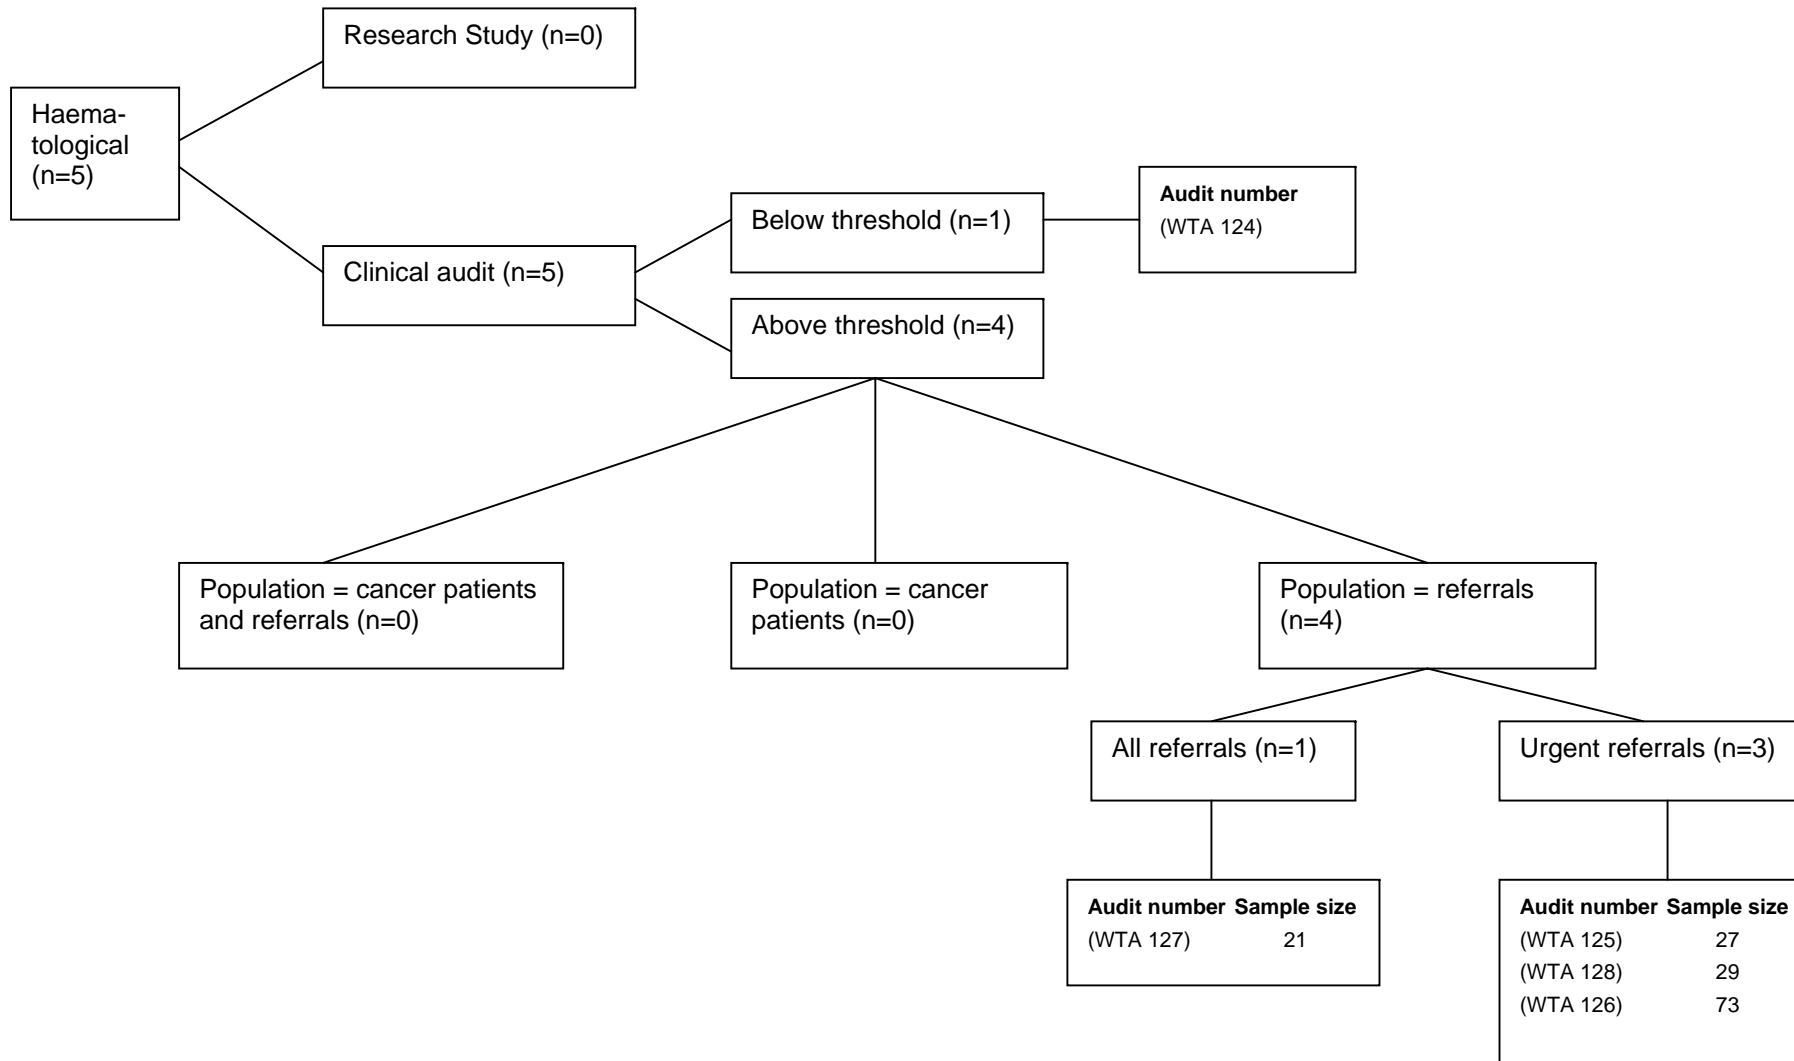 Research Study (n=0)
Haema-
tological
(n=5)
Clinical audit (n=5)
Below threshold (n=1)
Audit number
(WTA 124)
Above threshold (n=4)
Population = cancer patients
and referrals (n=0)
Population = cancer
patients (n=0)
Population = referrals
(n=4)
All referrals (n=1)
Urgent referrals (n=3)
Audit number Sample size
(WTA 127) 21
Audit number Sample size
(WTA 125) 27
(WTA 128) 29
(WTA 126) 73